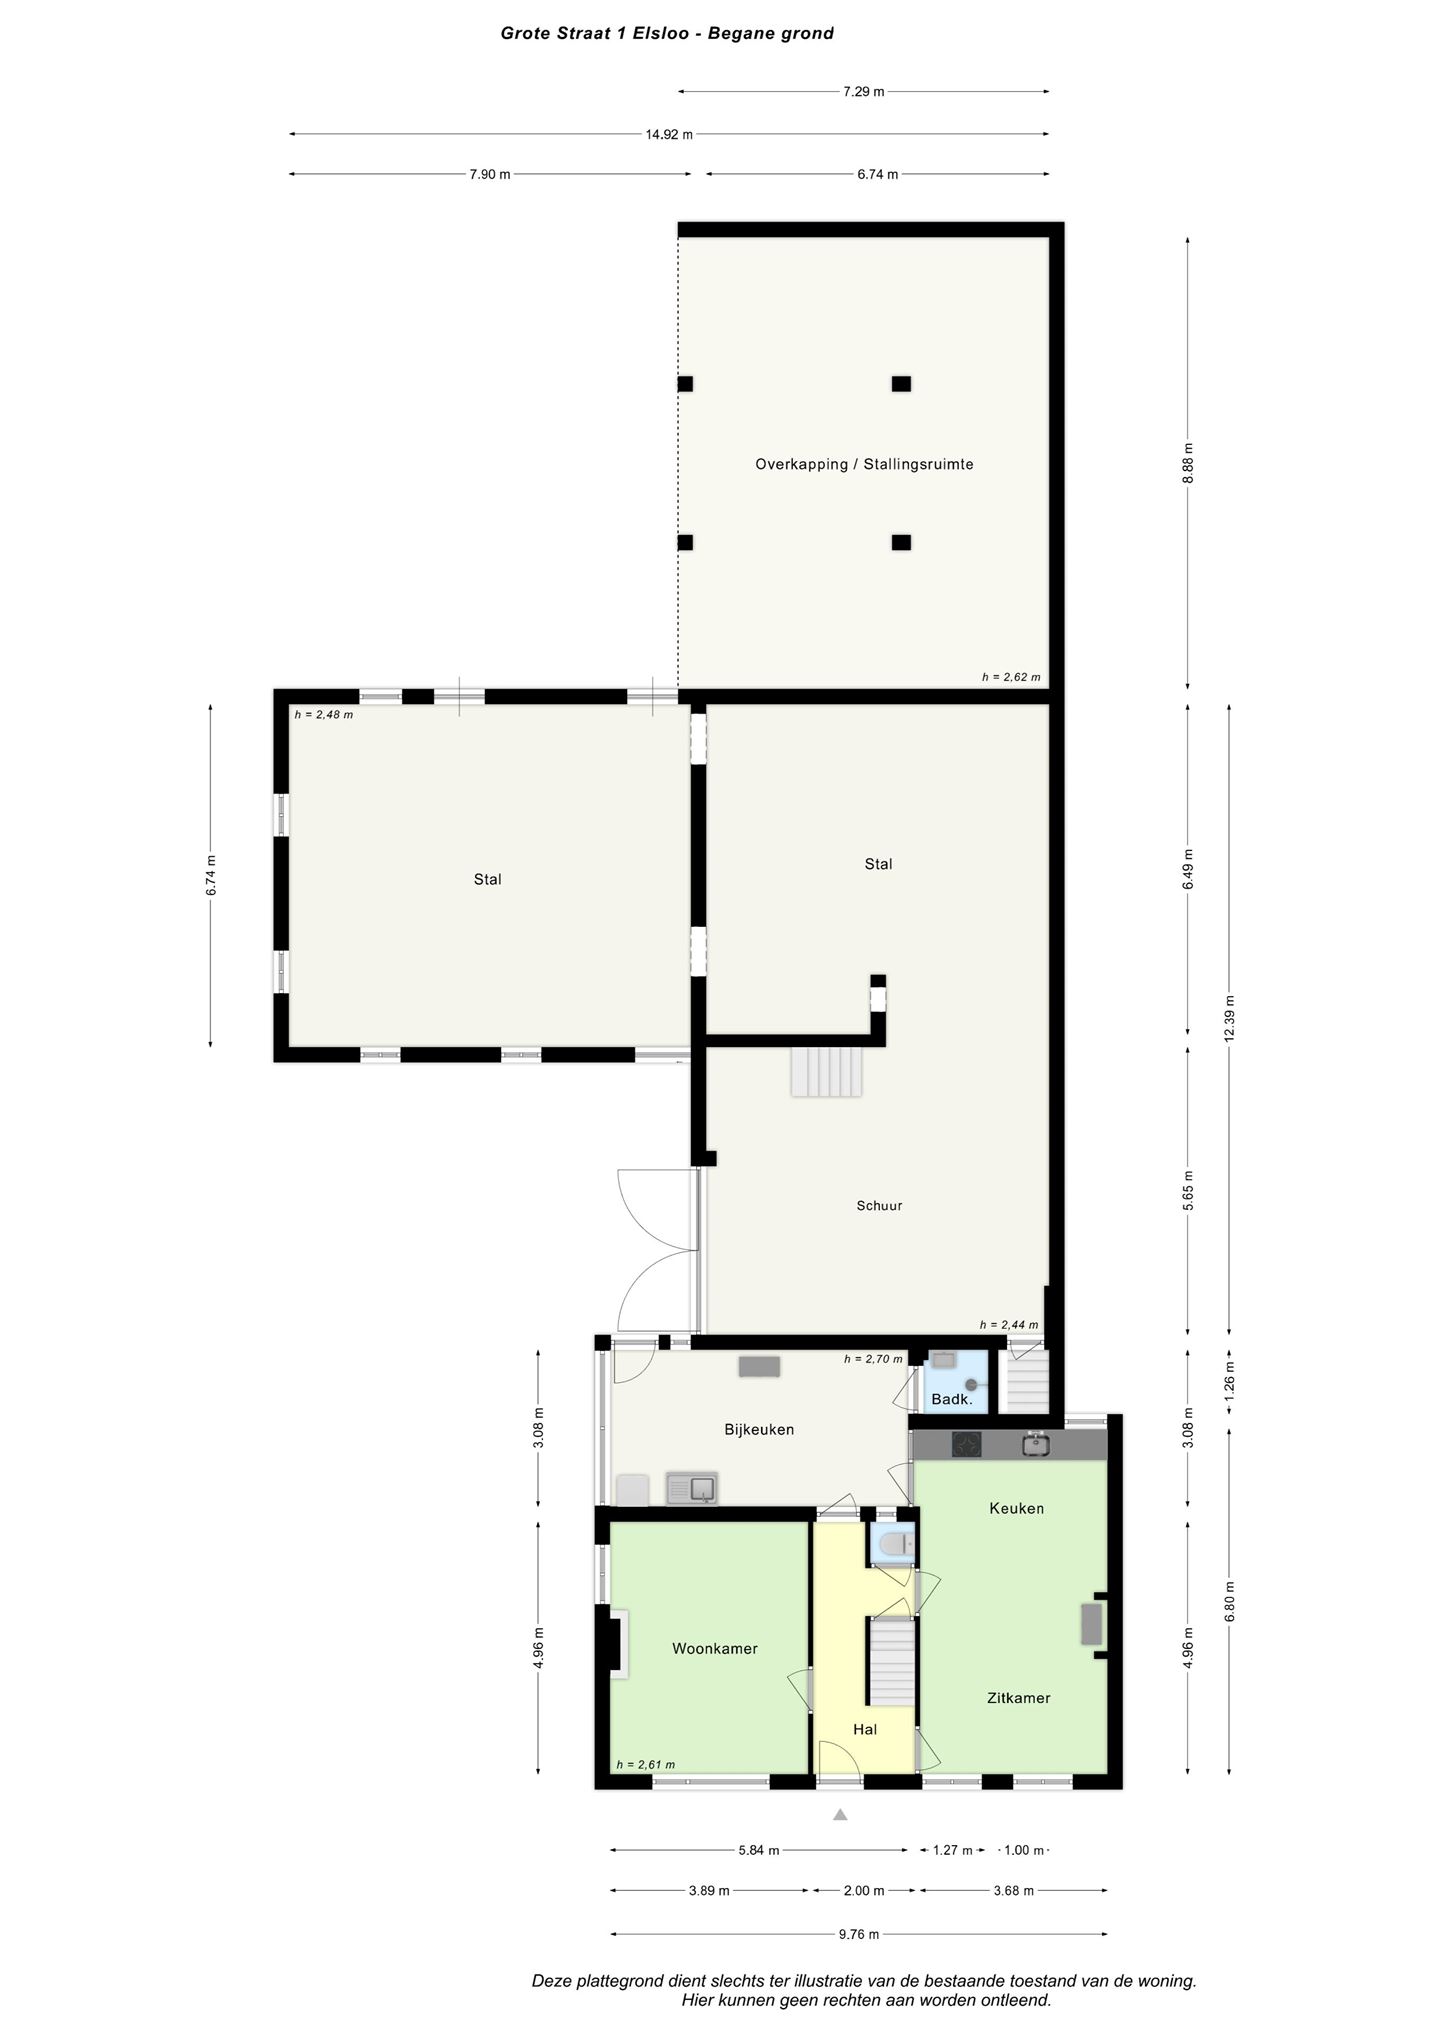 Grote Straat 1 Elsloo - Begane grond
7.29 m
14.92 m
7.90 m
6.74 m
8.88 m
Overkapping / Stallingsruimte
h = 2,62 m
h = 2,48 m
6.74 m
Stal
Stal
6.49 m
12.39 m
5.65 m
Schuur
h = 2,44 m
h = 2,70 m
Badk.
1.26 m
3.08 m
Bijkeuken
3.08 m
Keuken
6.80 m
4.96 m
Woonkamer
4.96 m
Zitkamer
Hal
h = 2,61 m
5.84 m
1.27 m
1.00 m
3.89 m
2.00 m
3.68 m
9.76 m
Deze plattegrond dient slechts ter illustratie van de bestaande toestand van de woning.
Hier kunnen geen rechten aan worden ontleend.